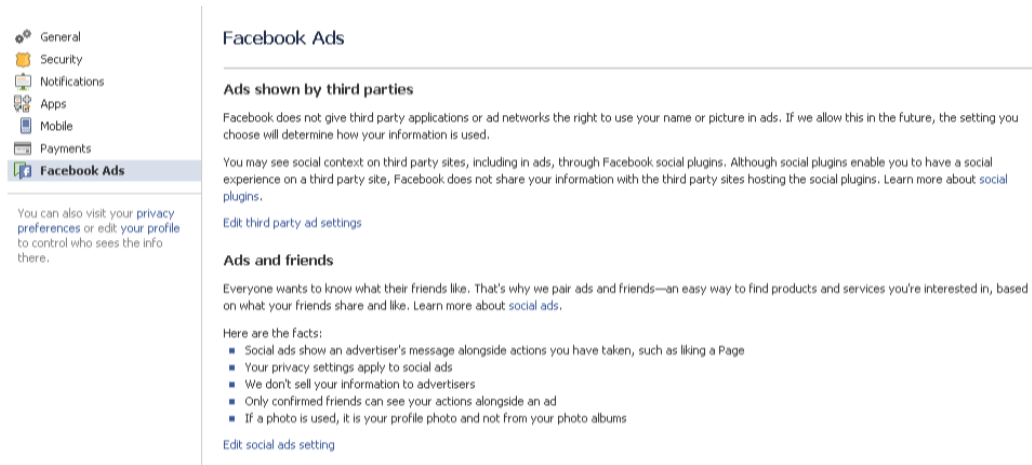 General
Security
Notifications
Apps
Mobile
Payments
Facebook Ads
You can also visit your privacy
preferences or edit your profile
to control who sees the info
there.
Facebook Ads
Ads shown by third parties
Facebook does not give third party applications or ad networks the right to use your name or picture in ads. If we allow this in the future, the setting you
choose will determine how your information is used.
You may see social context on third party sites, including in ads, through Facebook social plugins. Although social plugins enable you to have a social
experience on a third party site, Facebook does not share your information with the third party sites hosting the social plugins. Learn more about social
plugins.
Edit third party ad settings
Ads and friends
Everyone wants to know what their friends like. That's why we pair ads and friends—an easy way to find products and services you're interested in, based
on what your friends share and like. Learn more about social ads.
Here are the facts:
Social ads show an advertiser's message alongside actions you have taken, such as liking a Page
Your privacy settings apply to social ads
We don't sell your information to advertisers
Only confirmed friends can see your actions alongside an ad
If a photo is used, it is your profile photo and not from your photo albums
Edit social ads setting